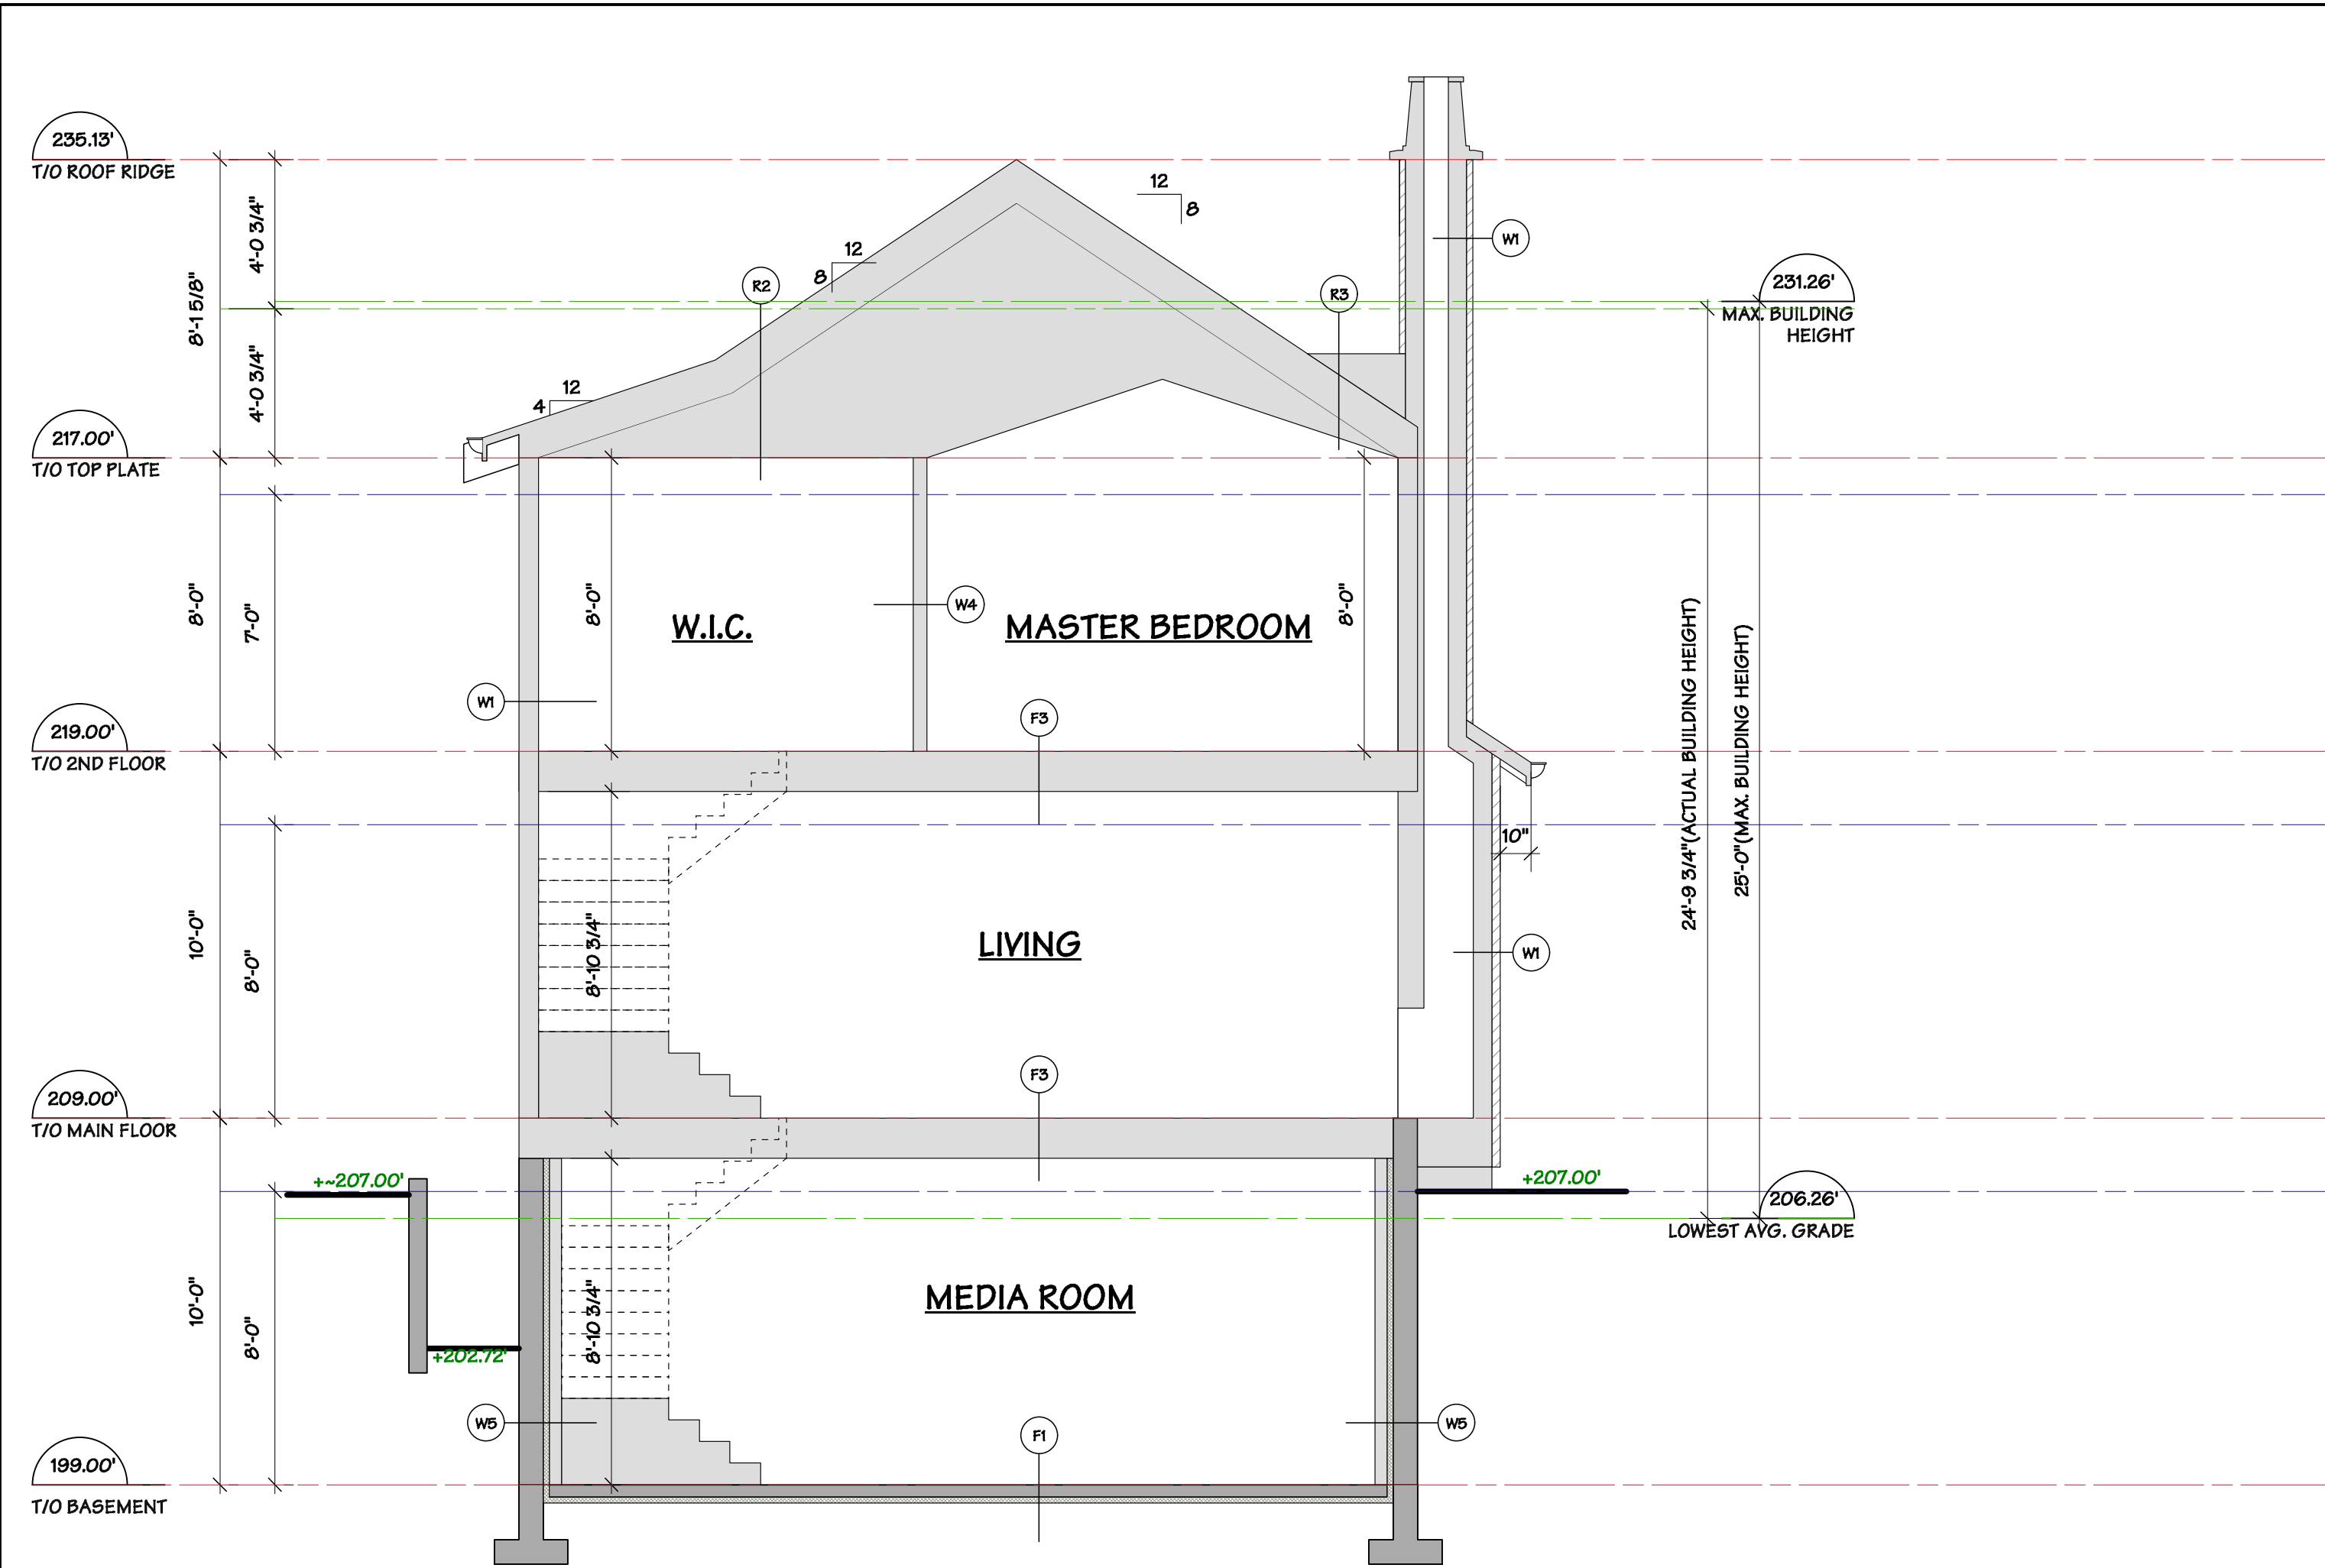 235.13'
T/O ROOF RIDGE
12
8
4'-0 3/4"
W1
12
8
R2
R3
231.26'
MAX. BUILDING
HEIGHT
8'-1 5/8"
4'-0 3/4"
12
4
217.00'
T/O TOP PLATE
8'-0"
7'-0"
8'-0"
W.I.C.
W4
MASTER BEDROOM
8'-0"
W1
F3
219.00'
T/O 2ND FLOOR
24'-9 3/4"(ACTUAL BUILDING HEIGHT)
25'-0"(MAX. BUILDING HEIGHT)
10"
10'-0"
8'-0"
8'-10 3/4"
LIVING
W1
F3
209.00'
T/O MAIN FLOOR
+~207.00'
+207.00'
206.26'
LOWEST AVG. GRADE
10'-0"
8'-0"
8'-10 3/4"
MEDIA ROOM
+202.72'
W5
F1
W5
199.00'
T/O BASEMENT